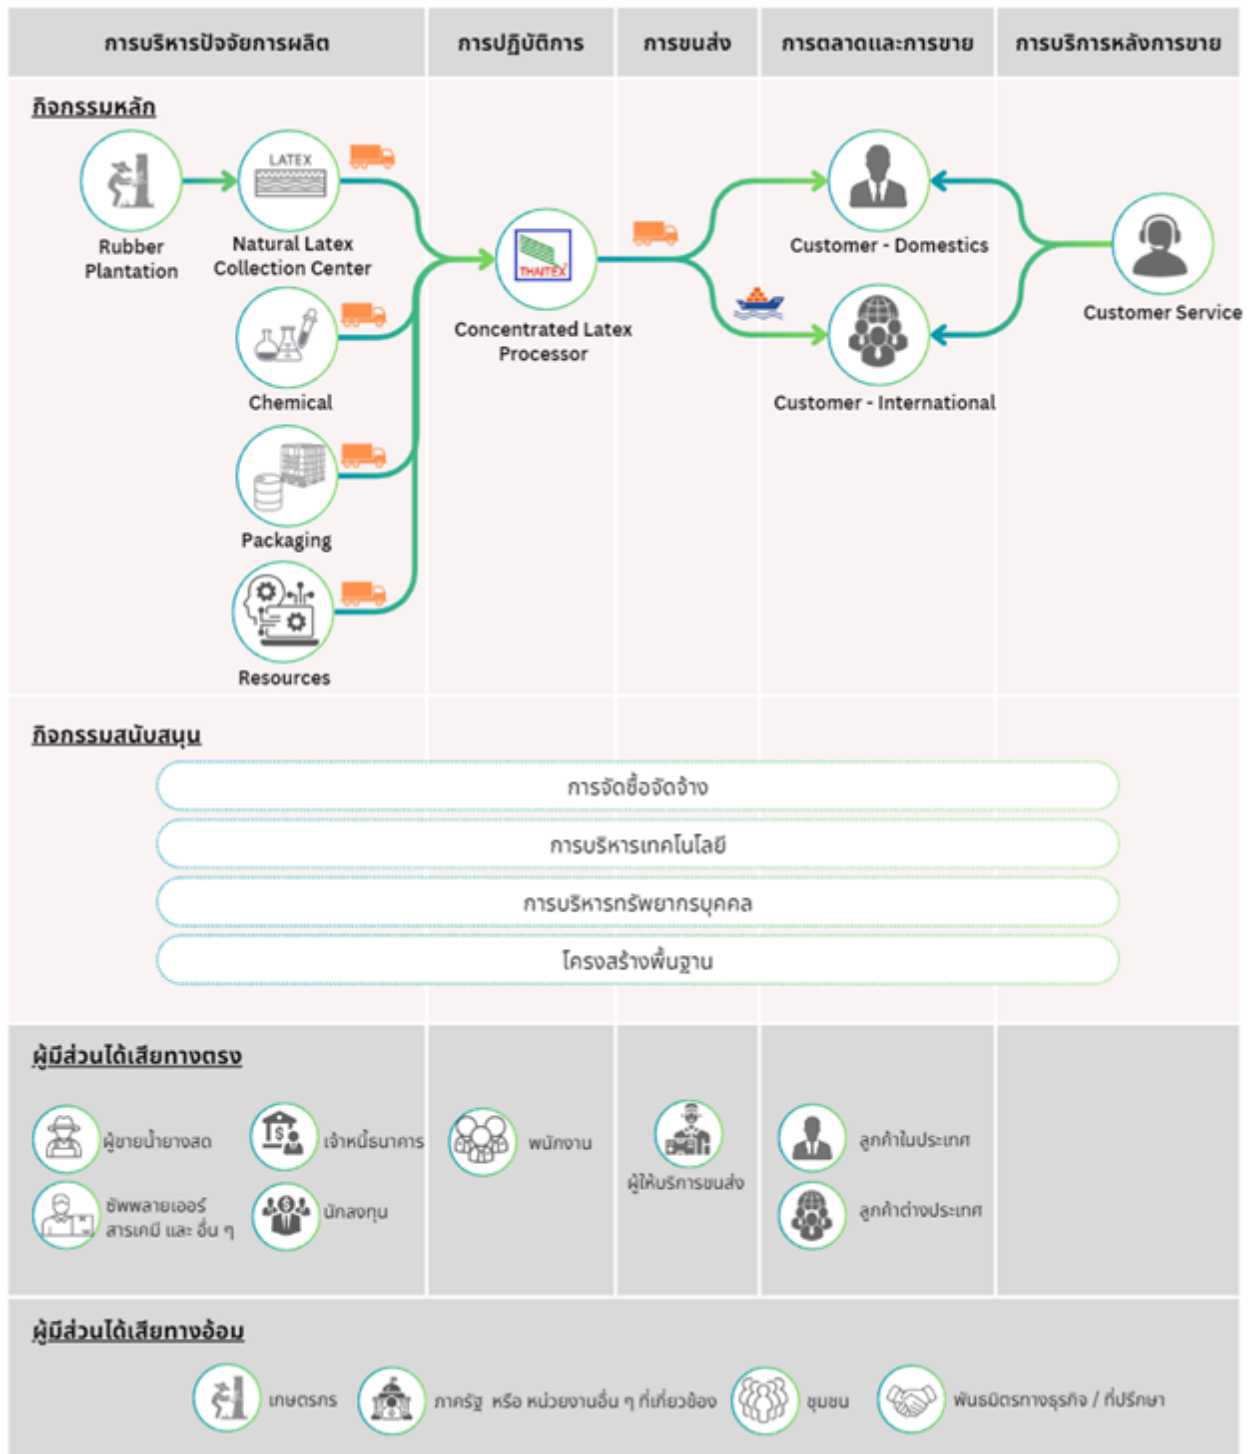 การบริหารปัจจัยการผลิต
การปฏิบัติการ
การขนส่ง
การตลาดและการขาย
การบริการหลังการขาย
กิจกรรมหลัก
LATEX
Rubber
Plantation
Natural Latex
Collection Center
THAITEX
Customer - Domestics
Customer Service
Concentrated Latex
Processor
Chemical
Customer - International
Packaging
Resources
กิจกรรมสนับสนุน
การจัดซื้อจัดจ้าง
การบริหารเทคโนโลยี
การบริหารทรัพยากรบุคคล
โครงสร้างพื้นฐาน
ผู้มีส่วนได้เสียทางตรง
ผู้ขายน้ำยางสด
เจ้าหนี้ธนาคาร
พนักงาน
ผู้ให้บริการขนส่ง
ลูกค้าในประเทศ
ซัพพลายเออร์
สารเคมี และ อื่น ๆ
นักลงทุน
ลูกค้าต่างประเทศ
ผู้มีส่วนได้เสียทางอ้อม
เกษตรกร
ภาครัฐ หรือ หน่วยงานอื่น ๆ ที่เกี่ยวข้อง
ชุมชน
พันธมิตรทางธุรกิจ / ที่ปรึกษา